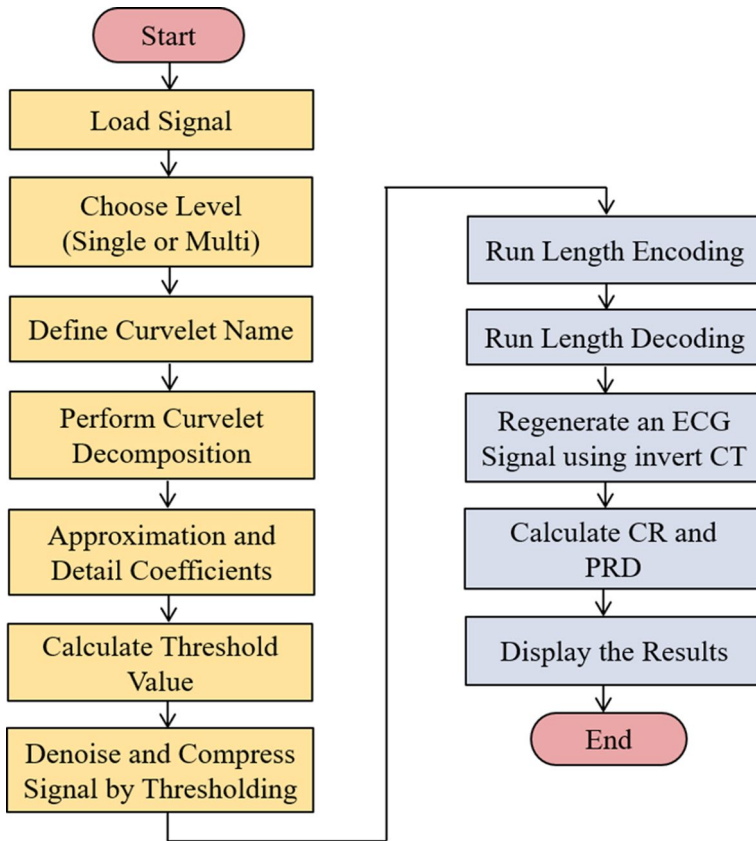 Start
Load Signal
Choose Level
(Single or Multi)
Define Curvelet Name
Perform Curvelet
Decomposition
Approximation and
Detail Coefficients
Calculate Threshold
Value
Denoise and Compress
Signal by Thresholding
Run Length Encoding
Run Length Decoding
Regenerate an ECG
Signal using invert CT
Calculate CR and
PRD
Display the Results
End